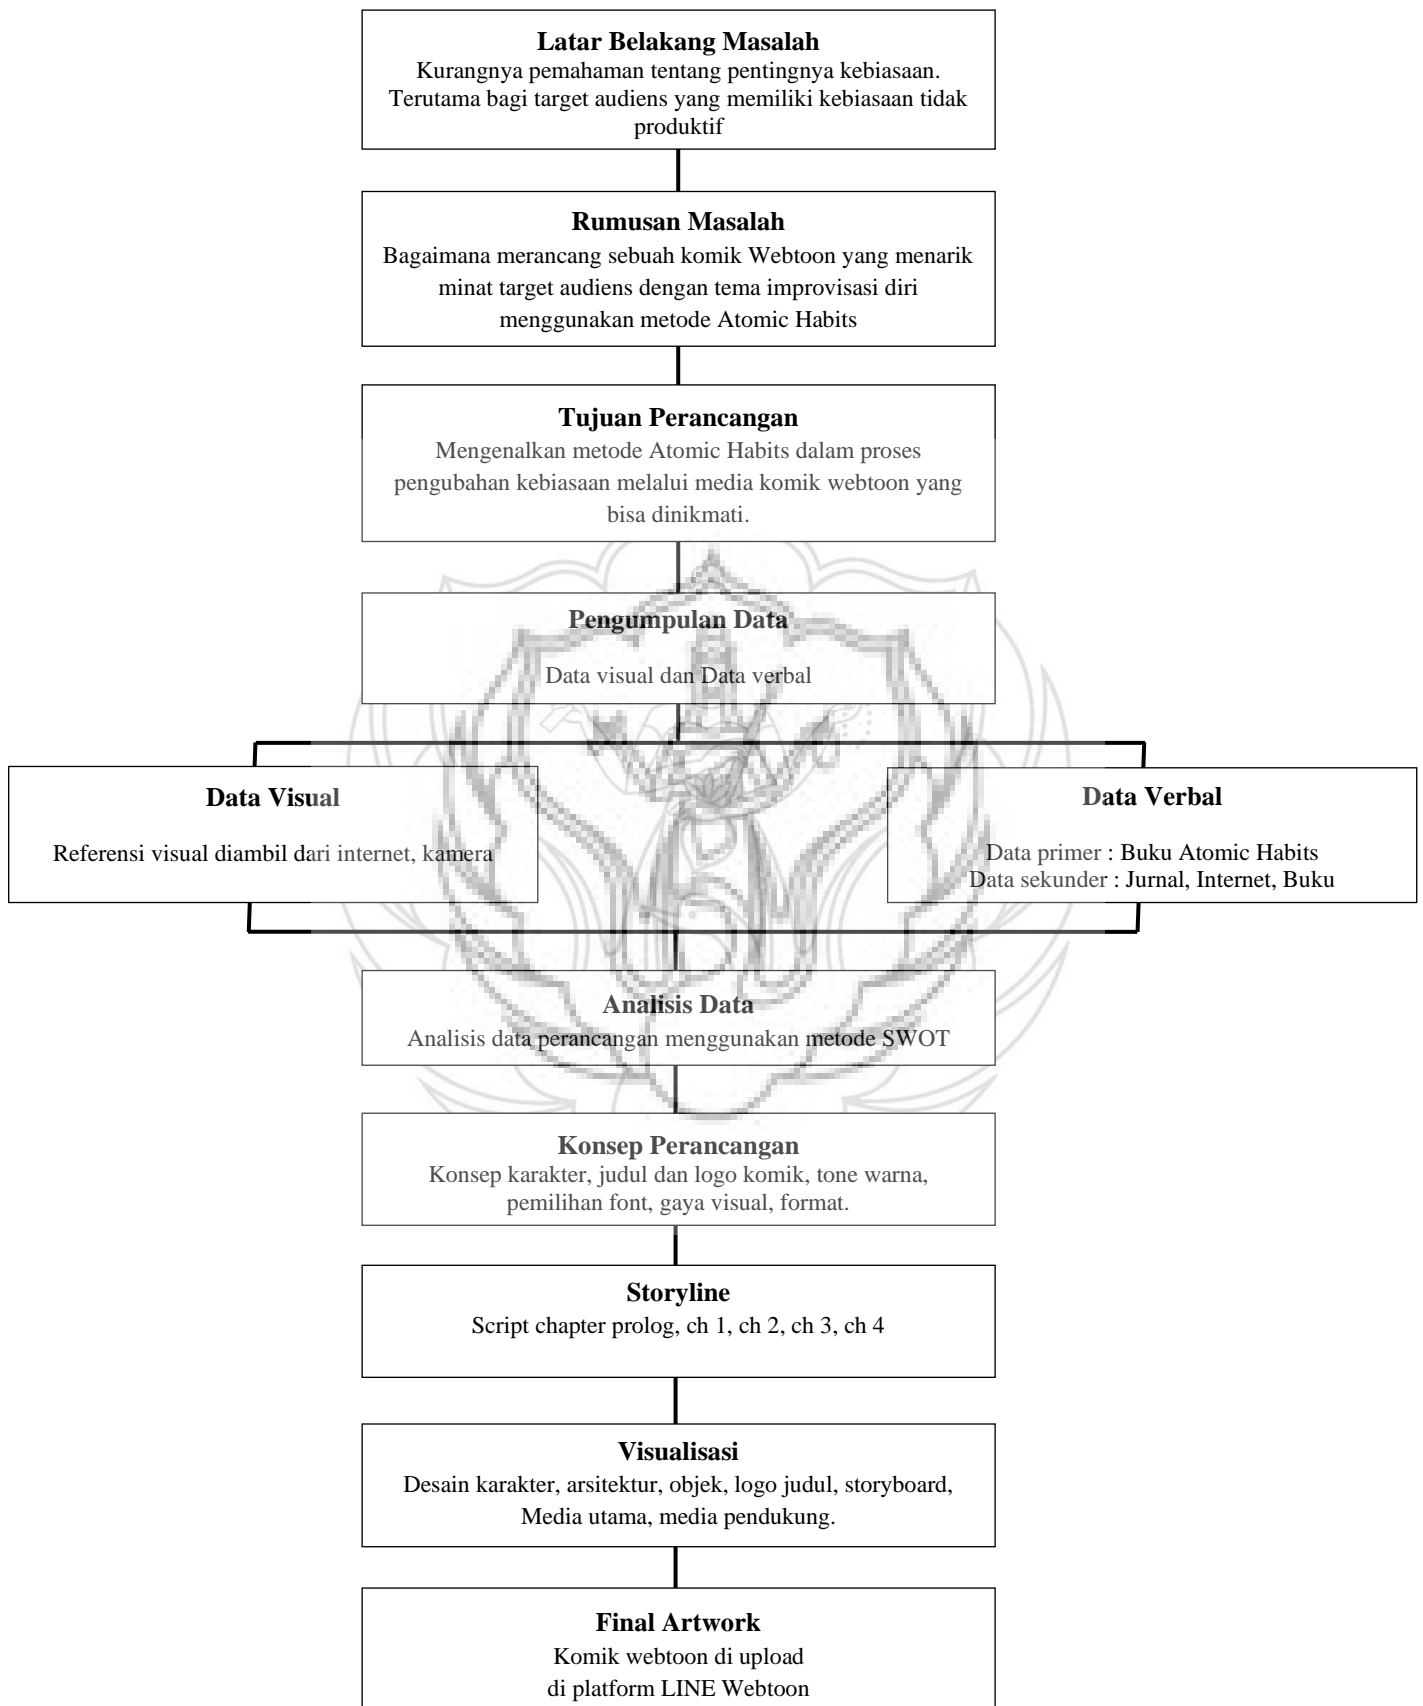 Latar Belakang Masalah
Kurangnya pemahaman tentang pentingnya kebiasaan.
Terutama bagi target audiens yang memiliki kebiasaan tidak
produktif
Rumusan Masalah
Bagaimana merancang sebuah komik Webtoon yang menarik
minat target audiens dengan tema improvisasi diri
menggunakan metode Atomic Habits
Tujuan Perancangan
Mengenalkan metode Atomic Habits dalam proses
pengubahan kebiasaan melalui media komik webtoon yang
bisa dinikmati.
Pengumpulan Data
Data visual dan Data verbal
Data Visual
Referensi visual diambil dari internet, kamera
Data Verbal
Data primer : Buku Atomic Habits
Data sekunder : Jurnal, Internet, Buku
Analisis Data
Analisis data perancangan menggunakan metode SWOT
Konsep Perancangan
Konsep karakter, judul dan logo komik, tone warna,
pemilihan font, gaya visual, format.
Storyline
Script chapter prolog, ch 1, ch 2, ch 3, ch 4
Visualisasi
Desain karakter, arsitektur, objek, logo judul, storyboard,
Media utama, media pendukung.
Final Artwork
Komik webtoon di upload
di platform LINE Webtoon